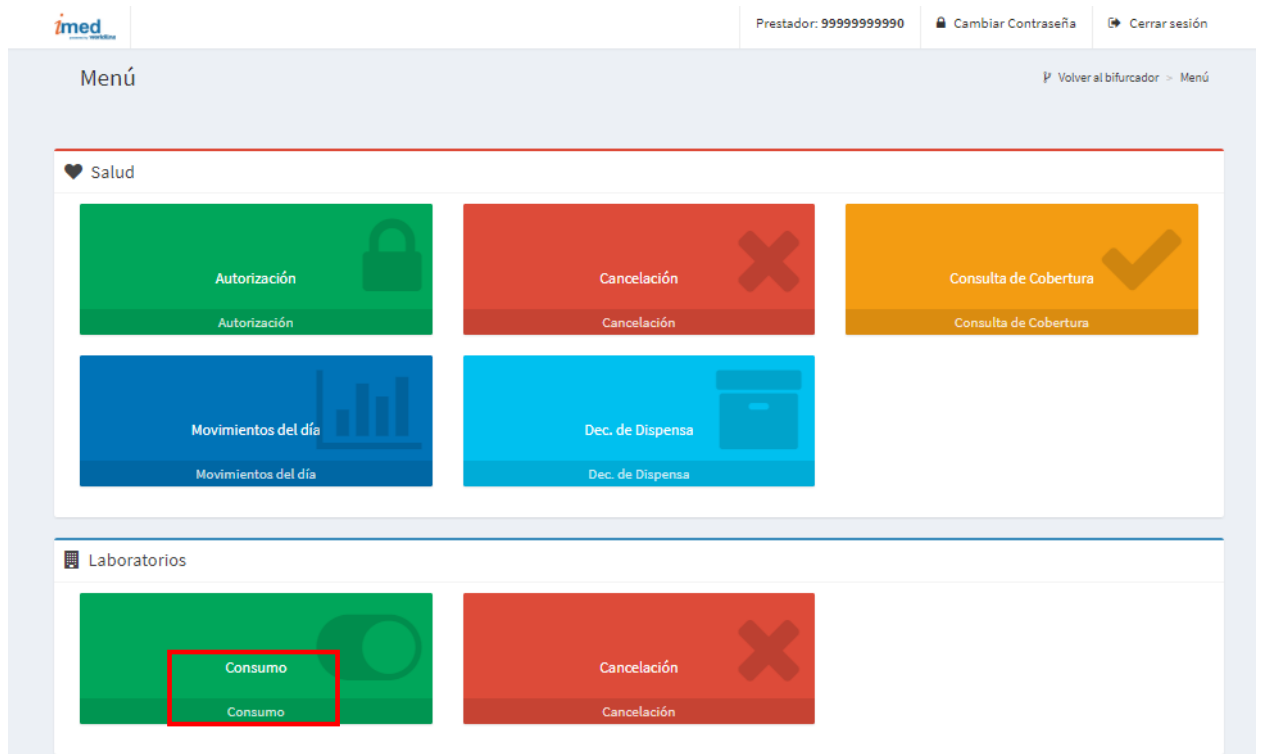 imed
Prestador: 99999999990
Cambiar Contraseña
Cerrar sesión
Menú
Volver al bifurcador > Menú
Salud
Autorización
Autorización
Cancelación
Cancelación
Consulta de Cobertura
Consulta de Cobertura
Movimientos del día
Movimientos del día
Dec. de Dispensa
Dec. de Dispensa
Laboratorios
Consumo
Consumo
Cancelación
Cancelación